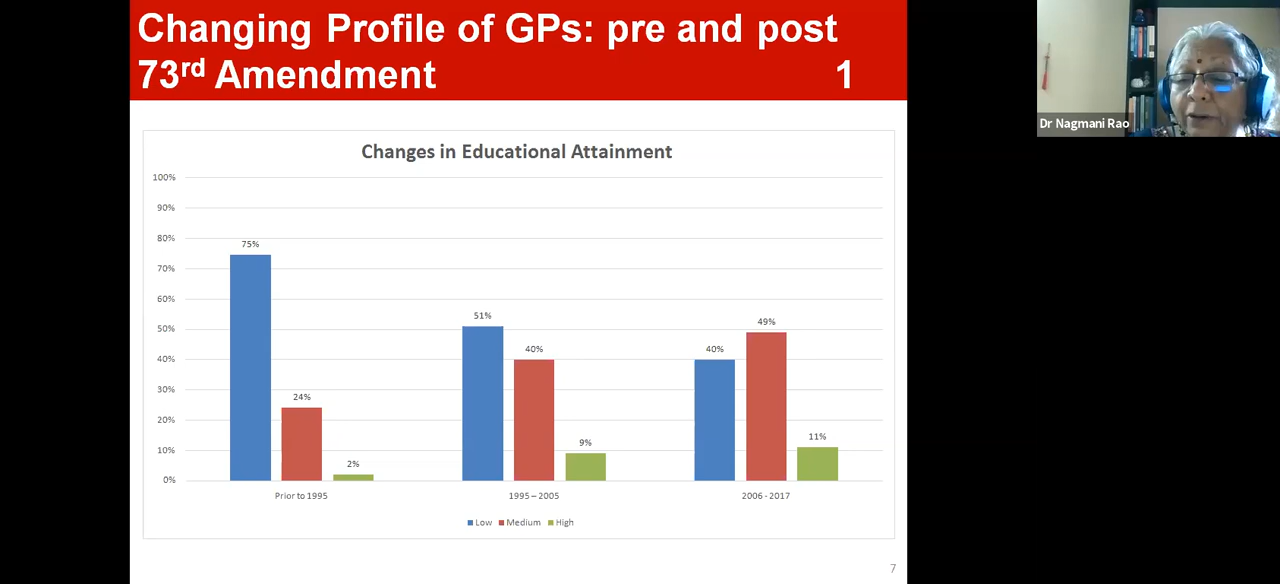 Changing Profile of GPs: pre and post
73rd Amendment 1
Dr Nagmani Rao
Changes in Educational Attainment
100%
90%
80%
70%
60%
50%
40%
30%
20%
10%
0%
75%
24%
2%
51%
40%
9%
40%
49%
11%
Prior to 1995
1995 – 2005
2006 - 2017
Low Medium High
7